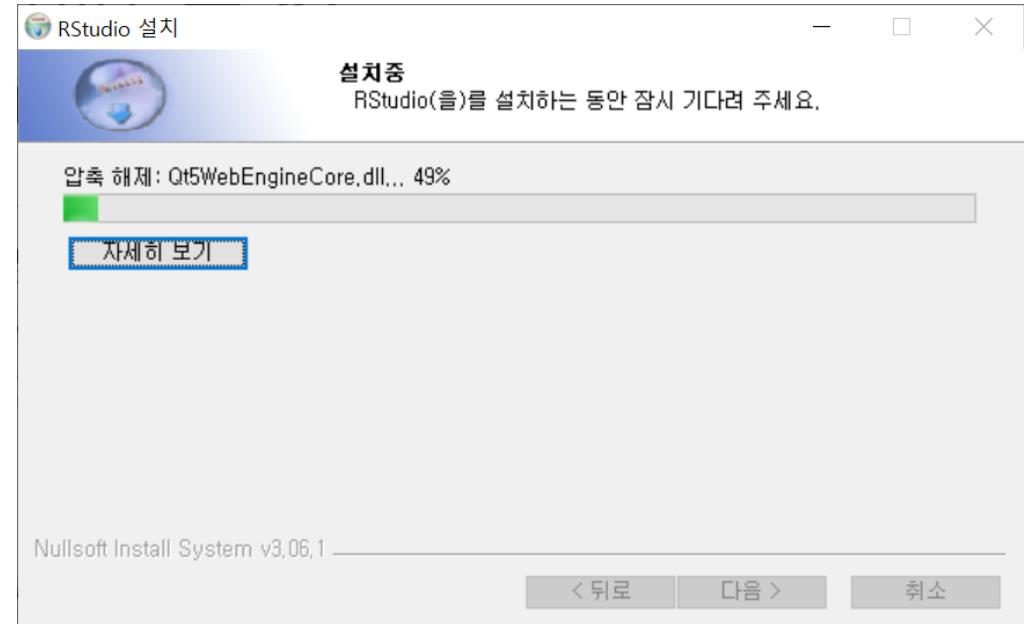 RStudio 설치
설치중
RStudio(을)를 설치하는 동안 잠시 기다려 주세요.
압축 해제: Qt5WebEngineCore.dll... 49%
자세히 보기
Nullsoft Install System v3.06.1
< 뒤로
다음 >
취소